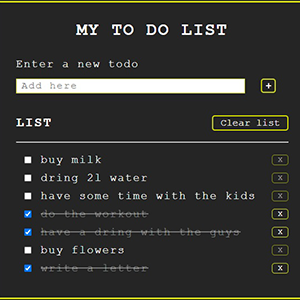 MY TO DO LIST
Enter a new todo
Add here
+
LIST
Clear list
buy milk
x
dring 21 water
x
have some time with the kids
x
do the workout
x
have a dring with the guys
x
buy flowers
x
write a letter
x